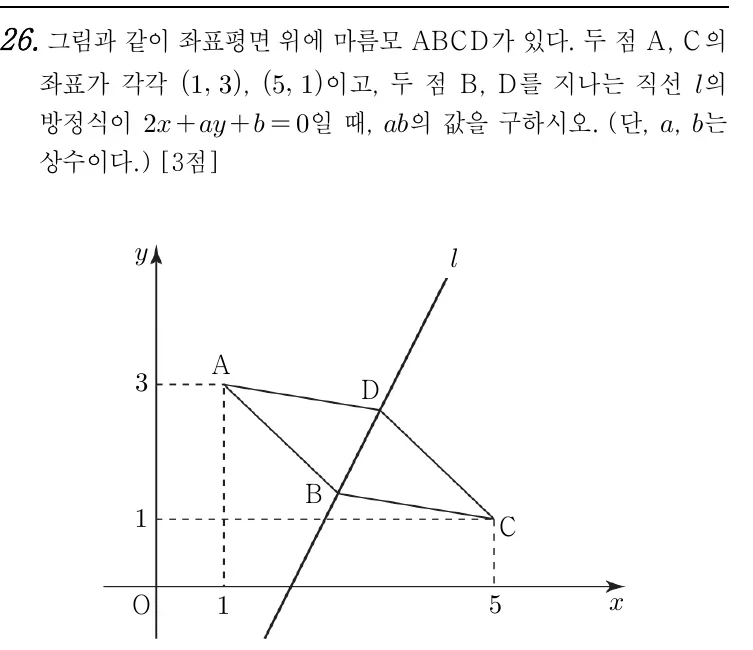 26. 그림과 같이 좌표평면 위에 마름모 ABCD가 있다. 두 점 A, C의
좌표가 각각 (1, 3), (5, 1)이고, 두 점 B, D를 지나는 직선 l의
방정식이 2x+ay+b=0일 때, ab의 값을 구하시오. (단, a, b는
상수이다.) [3점]
y
l
A
3
D
B
1
C
O
1
5
x